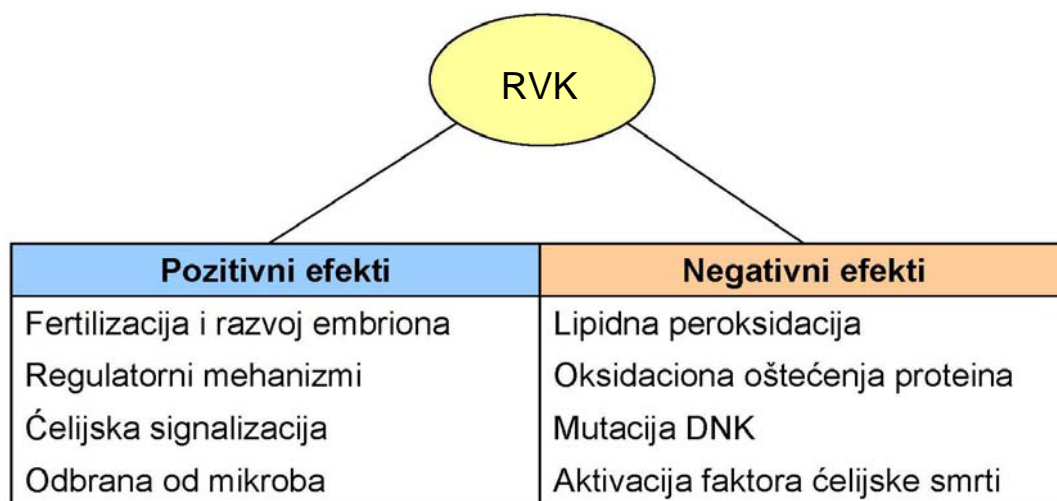 RVK
Pozitivni efekti
Negativni efekti
Fertilizacija i razvoj embriona
Lipidna peroksidacija
Regulatorni mehanizmi
Oksidaciona oštećenja proteina
Ćelijska signalizacija
Mutacija DNK
Odbrana od mikroba
Aktivacija faktora ćelijske smrti